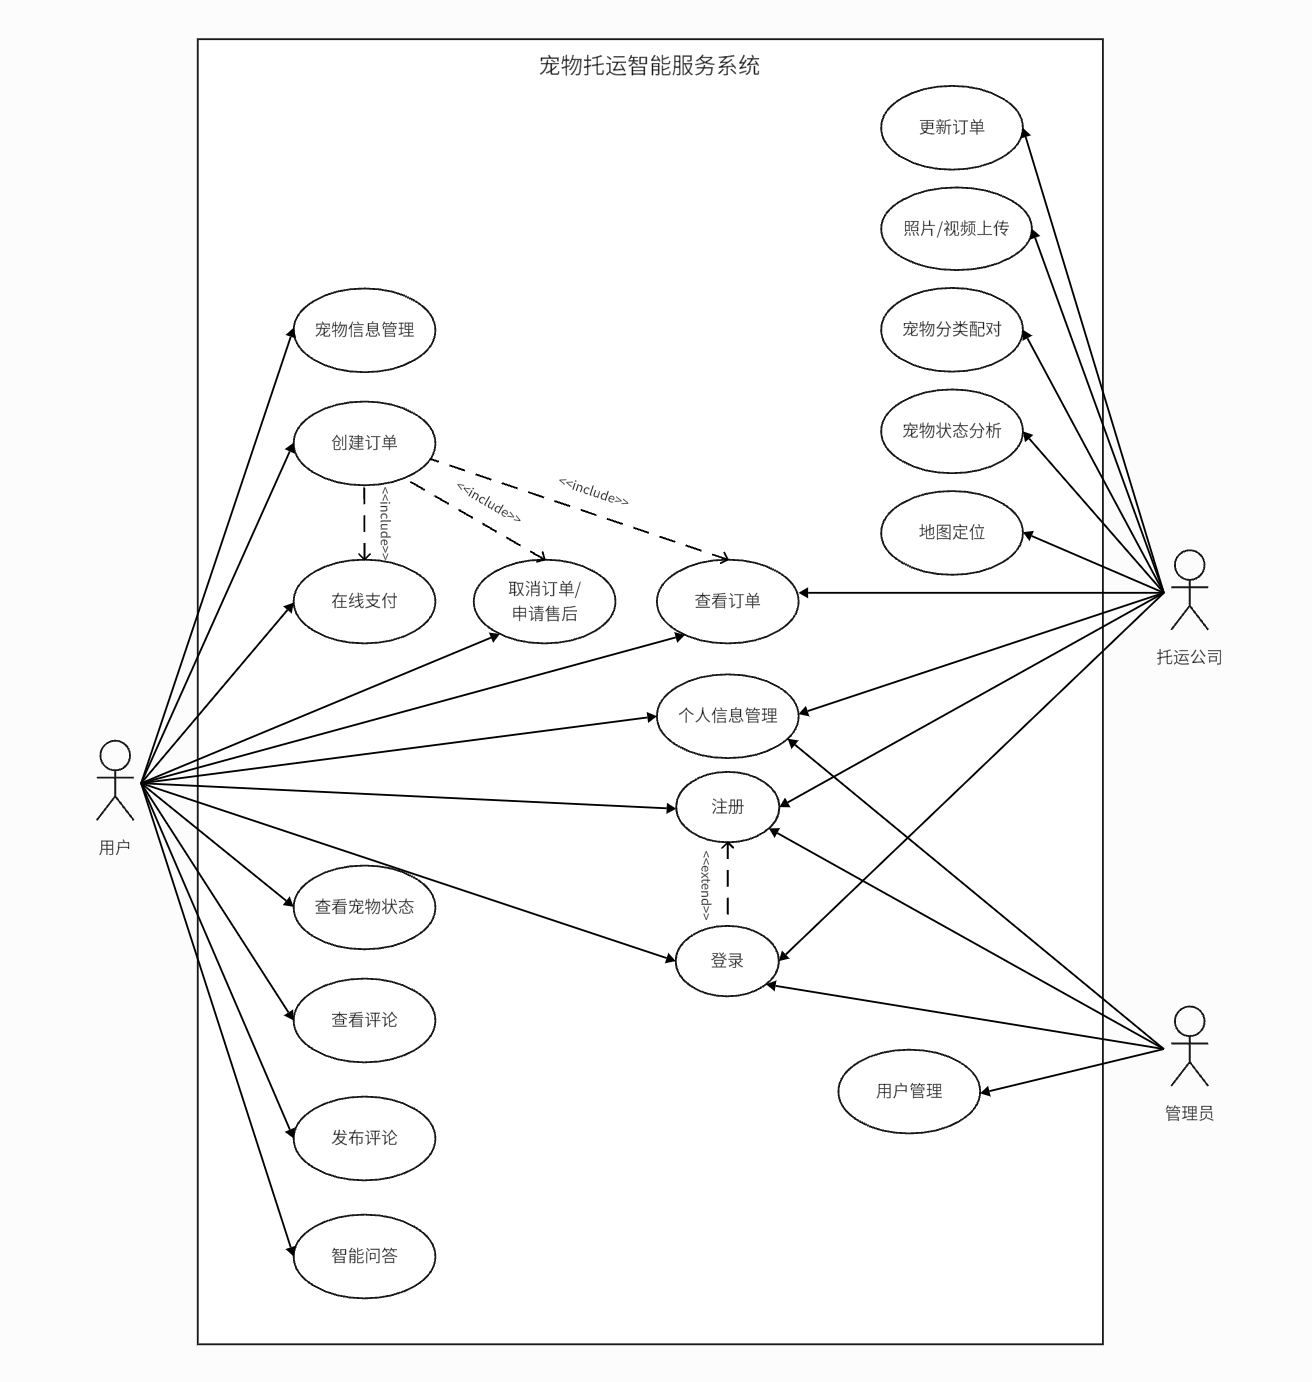 宠物托运智能服务系统
更新订单
照片/视频上传
宠物信息管理
宠物分类配对
创建订单
宠物状态分析
<<include>>
<<include>>
<<include>>
地图定位
在线支付
取消订单/
申请售后
查看订单
托运公司
个人信息管理
注册
用户
<<extend>>
查看宠物状态
登录
查看评论
用户管理
管理员
发布评论
智能问答